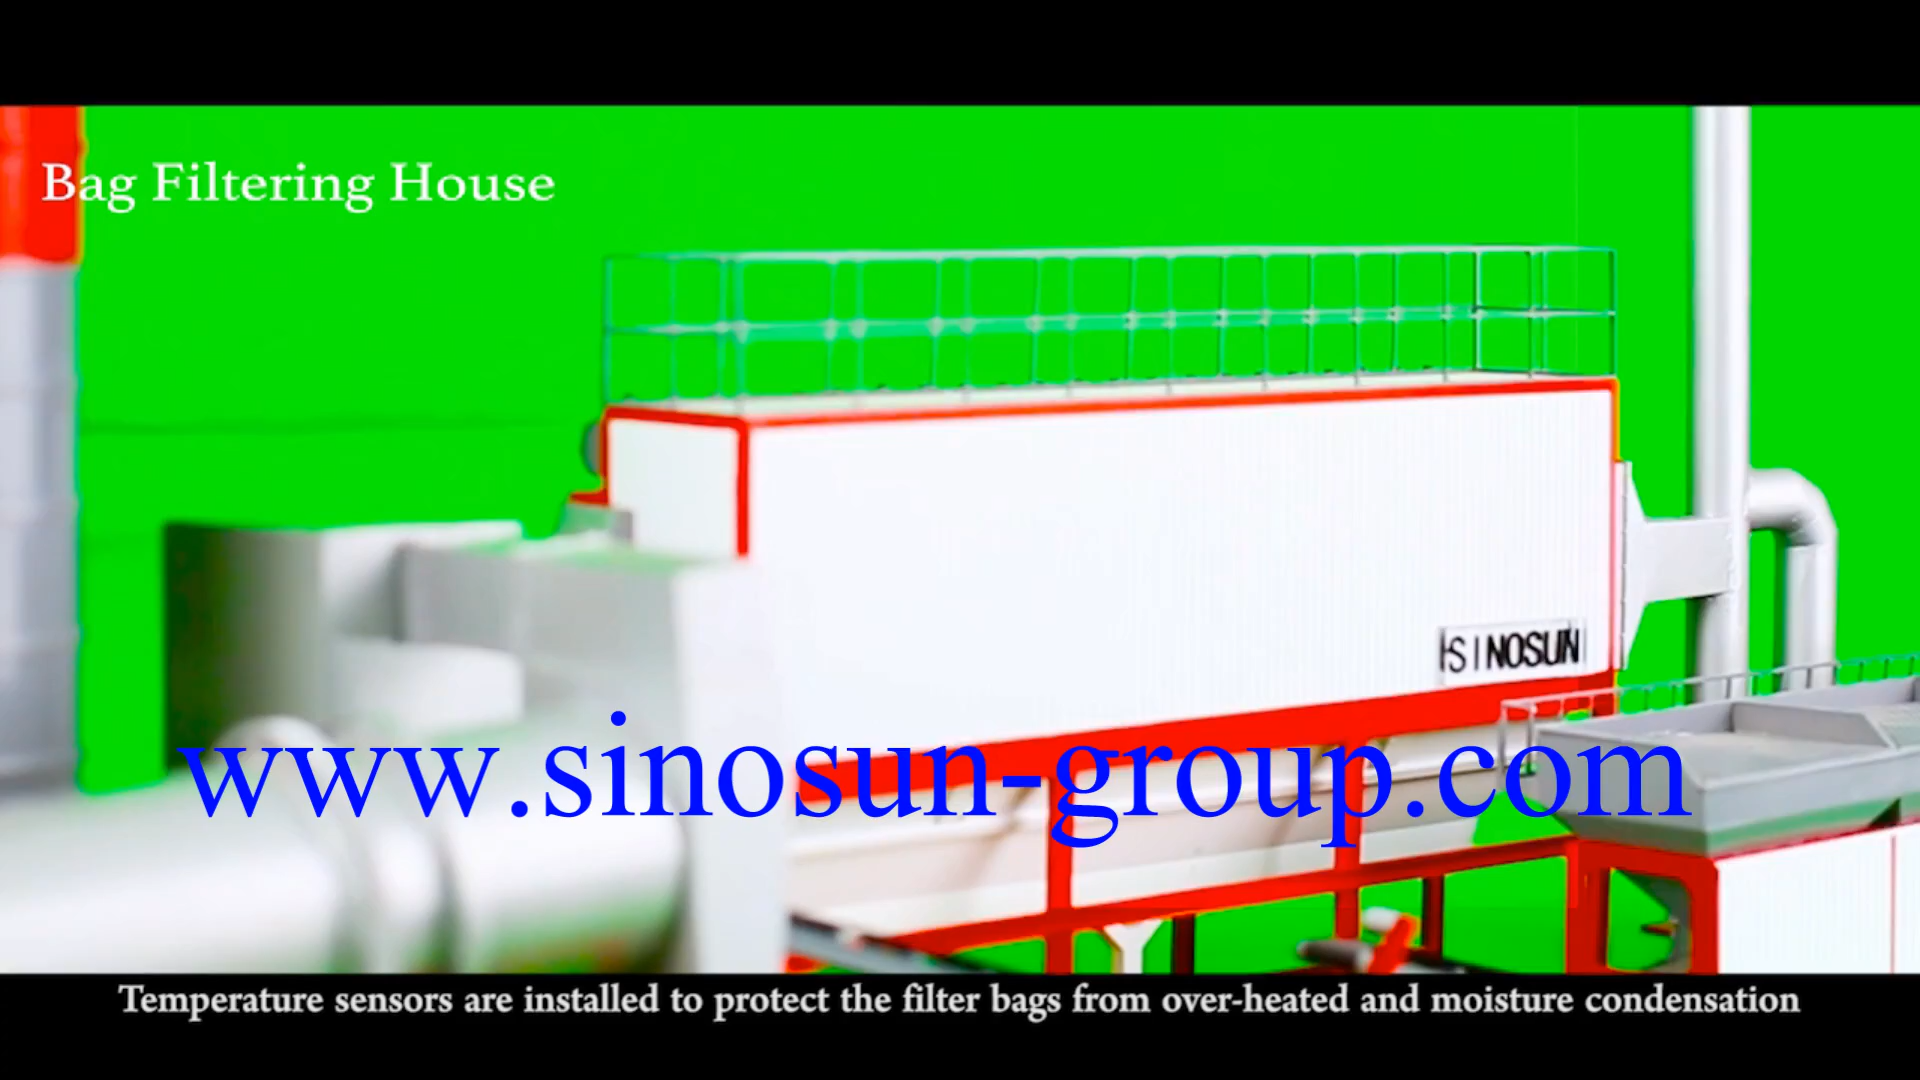 Bag Filtering House
SINOSUN
www.sinosun-group.com
Temperature sensors are installed to protect the filter bags from over-heated and moisture condensation